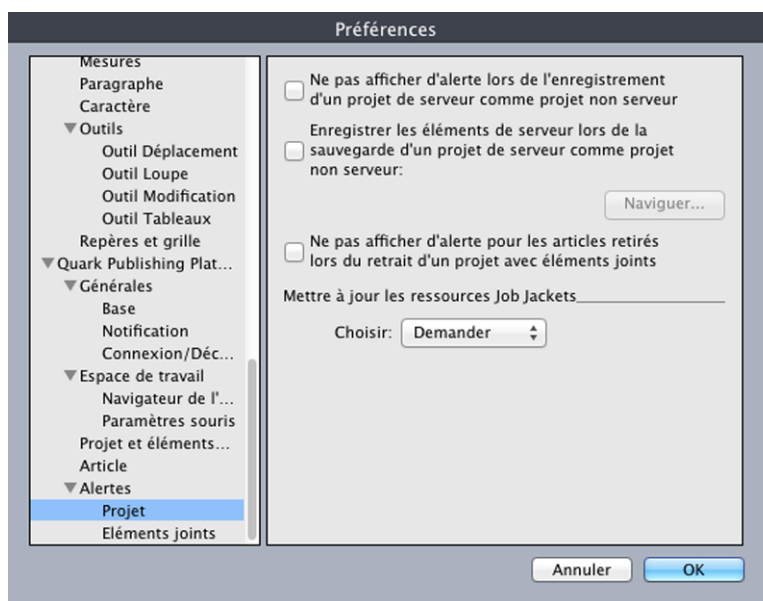 Préférences
Mesures
Paragraphe
Caractère
Outils
Outil Déplacement
Outil Loupe
Outil Modification
Outil Tableaux
Repères et grille
Quark Publishing Plat...
Générales
Base
Notification
Connexion/Déc...
Espace de travail
Navigateur de l'...
Paramètres souris
Projet et éléments...
Article
Alertes
Projet
Eléments joints
Ne pas afficher d'alerte lors de l'enregistrement
d'un projet de serveur comme projet non serveur
Enregistrer les éléments de serveur lors de la
sauvegarde d'un projet de serveur comme projet
non serveur:
Naviguer...
Ne pas afficher d'alerte pour les articles retirés
lors du retrait d'un projet avec éléments joints
Mettre à jour les ressources Job Jackets
Choisir: Demander
Annuler OK